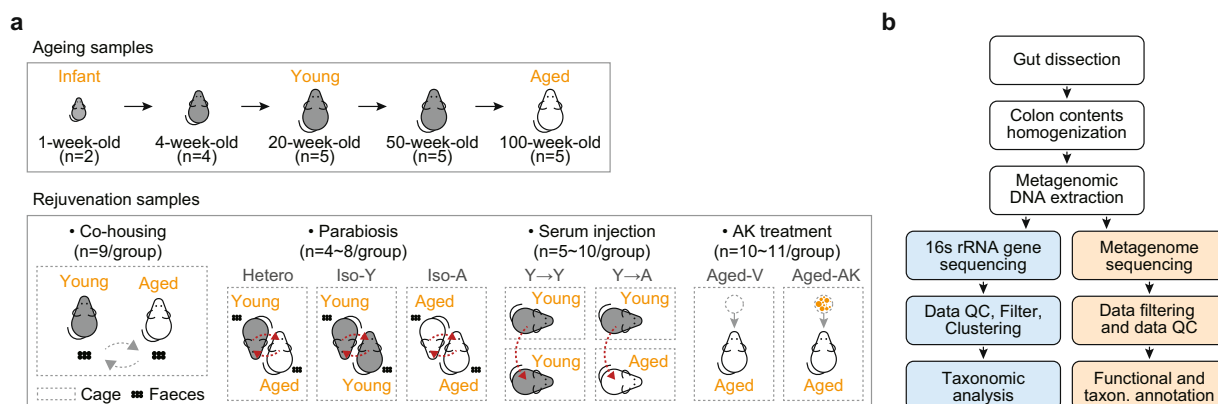 a
Ageing samples
Infant
Young
Aged
1-week-old
(n=2)
4-week-old
(n=4)
20-week-old
(n=5)
50-week-old
(n=5)
100-week-old
(n=5)
Rejuvenation samples
• Co-housing
(n=9/group)
Young
Aged
Cage
Faeces
• Parabiosis
(n=4~8/group)
Hetero
Iso-Y
Iso-A
Young
Aged
Young
Young
Aged
Aged
• Serum injection
(n=5~10/group)
Y→Y
Y→A
Young
Young
Young
Aged
• AK treatment
(n=10~11/group)
Aged-V
Aged-AK
Aged
Aged
b
Gut dissection
Colon contents
homogenization
Metagenomic
DNA extraction
16s rRNA gene
sequencing
Metagenome
sequencing
Data QC, Filter,
Clustering
Data filtering
and data QC
Taxonomic
analysis
Functional and
taxon. annotation